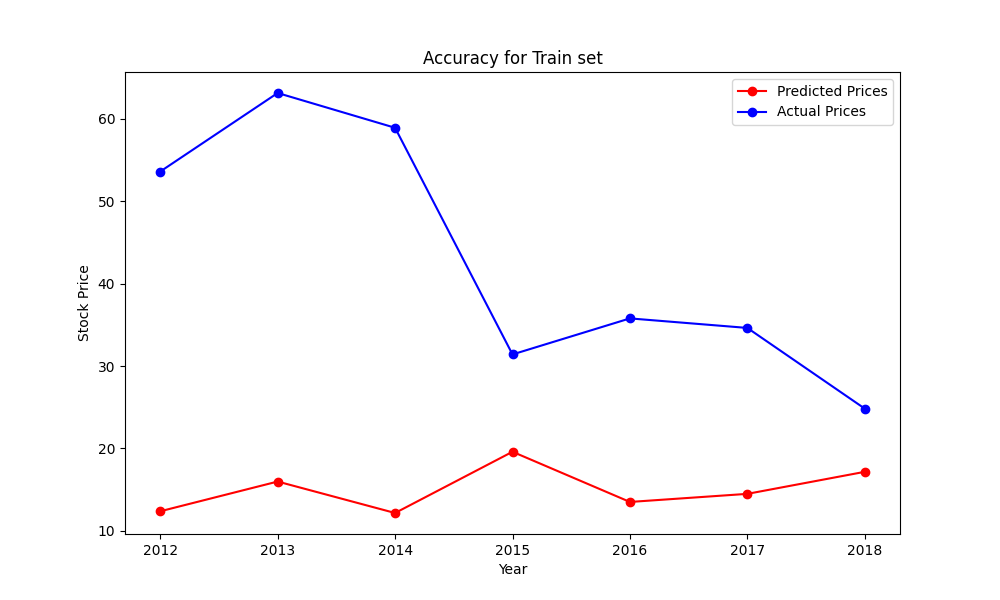 Accuracy for Train set
Predicted Prices
Actual Prices
Stock Price
60
50
40
30
20
10
2012 2013 2014 2015 2016 2017 2018
Year